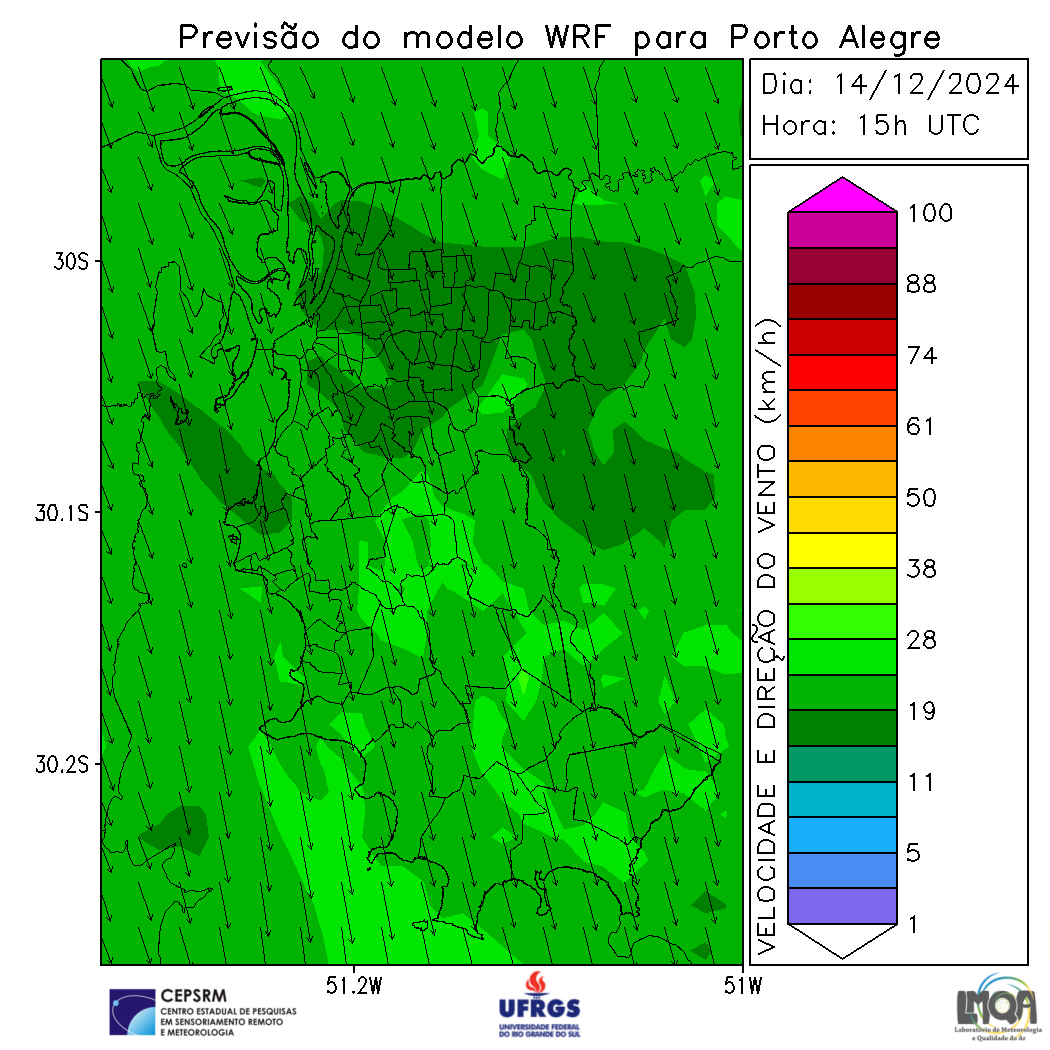 Previsão do modelo WRF para Porto Alegre
Dia: 14/12/2024
Hora: 15h UTC
30S
30.1S
30.2S
51.2W
51W
VELOCIDADE E DIREÇÃO DO VENTO (km/h)
100
88
74
61
50
38
28
19
11
5
1
CEPSRM
CENTRO ESTADUAL DE PESQUISAS
EM SENSORIAMENTO REMOTO
E METEOROLOGIA
UFRGS
UNIVERSIDADE FEDERAL
DO RIO GRANDE DO SUL
LMQA
Laboratório de Meteorologia
e Qualidade do Ar